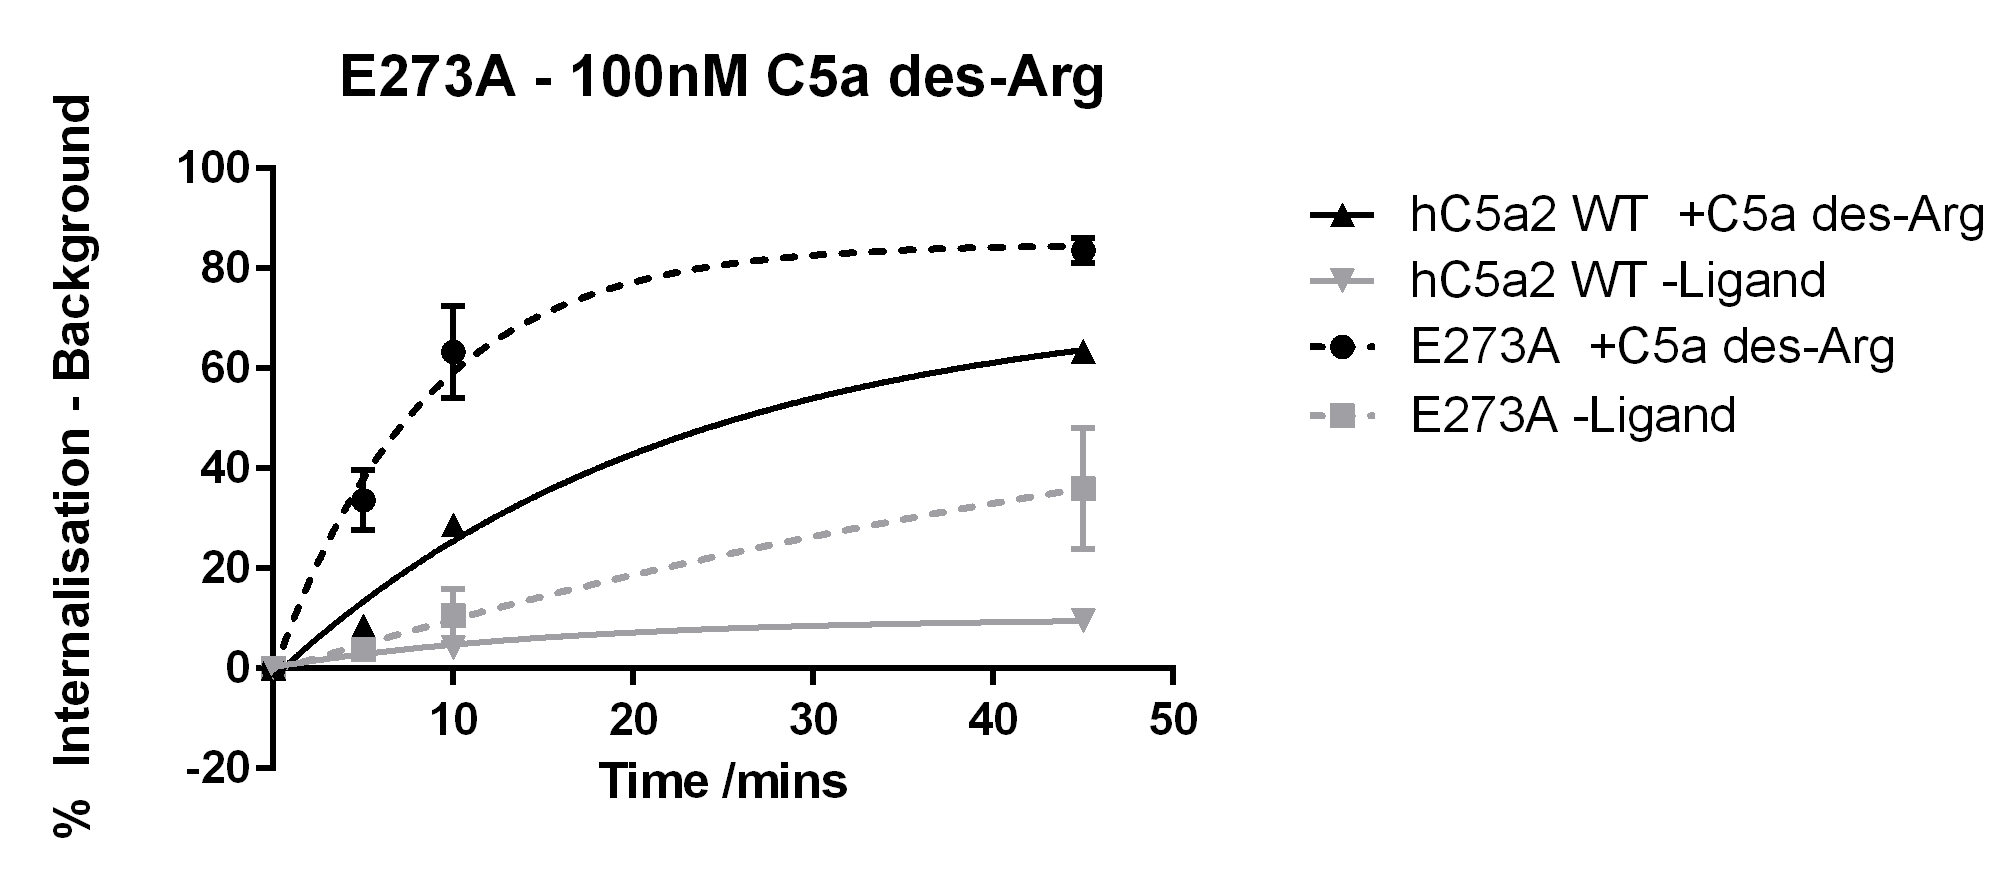 E273A - 100nM C5a des-Arg
% Internalisation - Background
100
80
60
40
20
0
-20
10 20 30 40 50
Time /mins
hC5a2 WT +C5a des-Arg
hC5a2 WT -Ligand
E273A +C5a des-Arg
E273A -Ligand